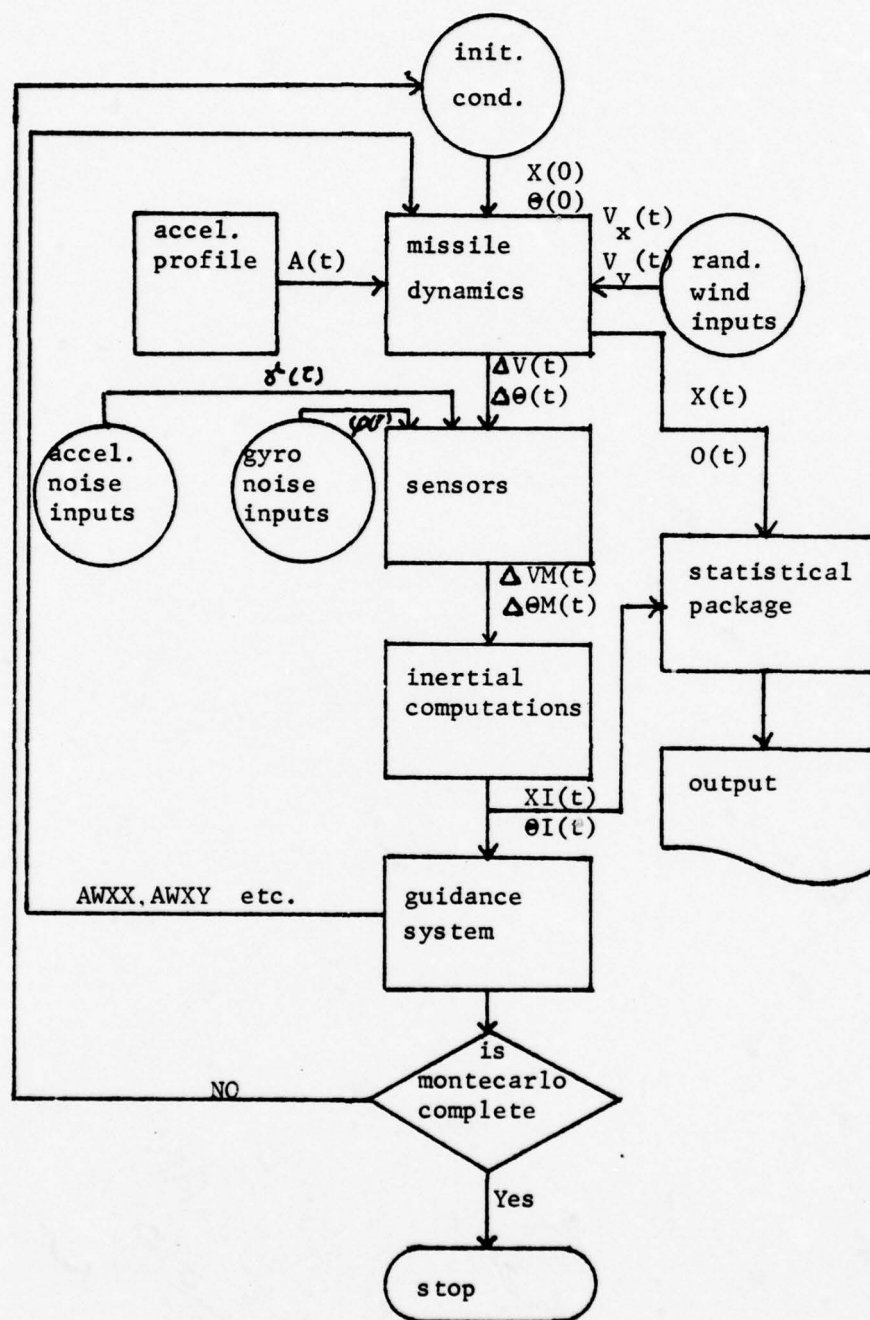 init.
cond.
X(0)
Θ(0)
accel.
profile
A(t)
missile
dynamics
V_x(t)
V_y(t)
rand.
wind
inputs
ΔV(t)
ΔΘ(t)
X(t)
O(t)
accel.
noise
inputs
gyro
noise
inputs
sensors
ΔVM(t)
ΔΘM(t)
statistical
package
inertial
computations
XI(t)
ΘI(t)
output
AWXX, AWXY etc.
guidance
system
is
montecarlo
complete
NO
Yes
stop